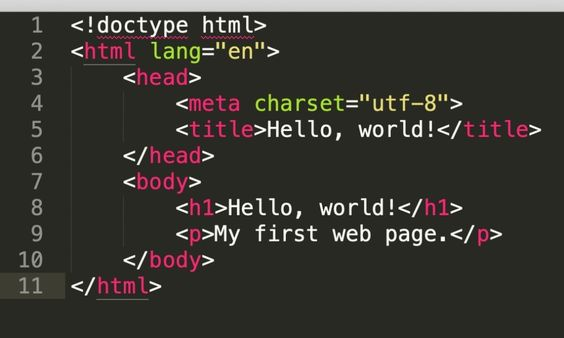 1 <!doctype html>
2 <html lang="en">
3     <head>
4         <meta charset="utf-8">
5         <title>Hello, world!</title>
6     </head>
7     <body>
8         <h1>Hello, world!</h1>
9         <p>My first web page.</p>
10     </body>
11 </html>